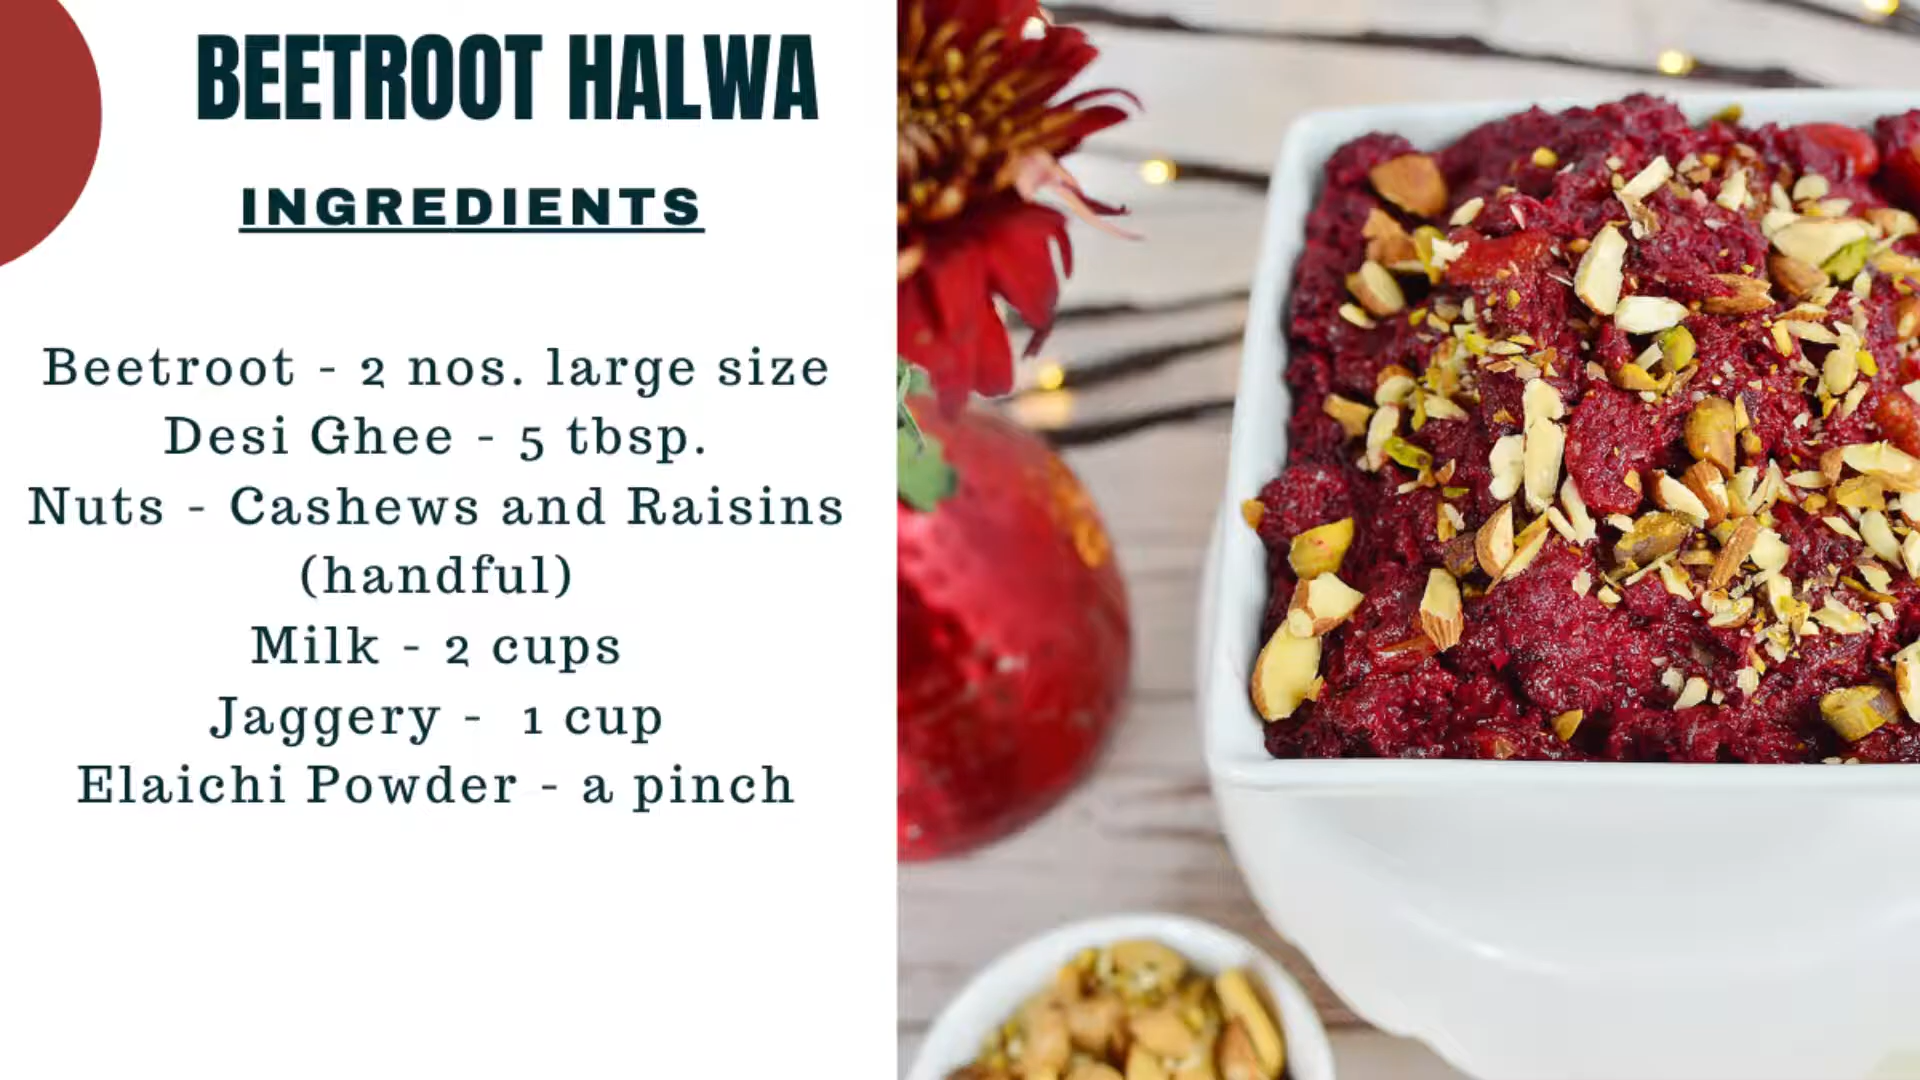 BEETROOT HALWA
INGREDIENTS
Beetroot - 2 nos. large size
Desi Ghee - 5 tbsp.
Nuts - Cashews and Raisins
(handful)
Milk - 2 cups
Jaggery - 1 cup
Elaichi Powder - a pinch